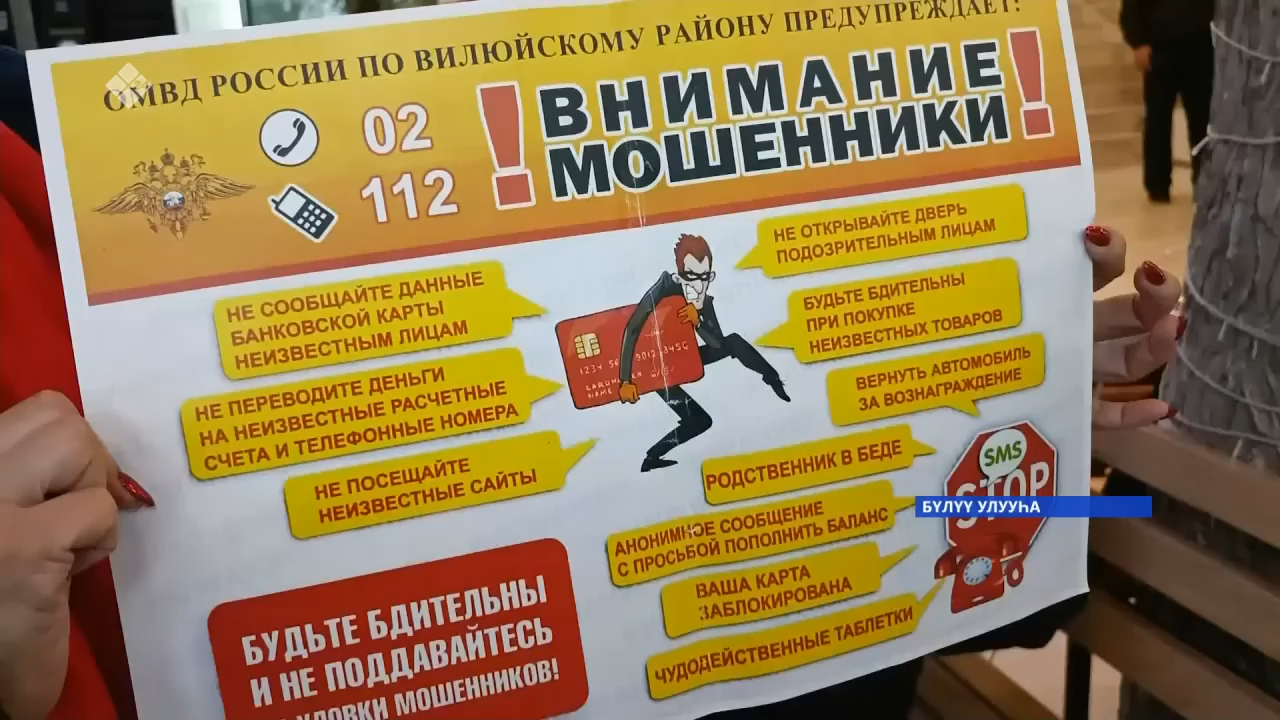 ОМВД РОССИИ ПО ВИЛЮЙСКОМУ РАЙОНУ ПРЕДУПРЕЖДАЕТ:
02
112
! ВНИМАНИЕ !
МОШЕННИКИ
НЕ СООБЩАЙТЕ ДАННЫЕ
БАНКОВСКОЙ КАРТЫ
НЕИЗВЕСТНЫМ ЛИЦАМ
НЕ ПЕРЕВОДИТЕ ДЕНЬГИ
НА НЕИЗВЕСТНЫЕ РАСЧЕТНЫЕ
СЧЕТА И ТЕЛЕФОННЫЕ НОМЕРА
НЕ ПОСЕЩАЙТЕ
НЕИЗВЕСТНЫЕ САЙТЫ
НЕ ОТКРЫВАЙТЕ ДВЕРЬ
ПОДОЗРИТЕЛЬНЫМ ЛИЦАМ
БУДЬТЕ БДИТЕЛЬНЫ
ПРИ ПОКУПКЕ
НЕИЗВЕСТНЫХ ТОВАРОВ
ВЕРНУТЬ АВТОМОБИЛЬ
ЗА ВОЗНАГРАЖДЕНИЕ
РОДСТВЕННИК В БЕДЕ
АНОНИМНОЕ СООБЩЕНИЕ
С ПРОСЬБОЙ ПОПОЛНИТЬ БАЛАНС
ВАША КАРТА
ЗАБЛОКИРОВАНА
ЧУДОДЕЙСТВЕННЫЕ ТАБЛЕТКИ
SMS
STOP
БҮЛҮҮ УЛУУҺА
БУДЬТЕ БДИТЕЛЬНЫ
И НЕ ПОДДАВАЙТЕСЬ
УЛОВКИ МОШЕННИКОВ!